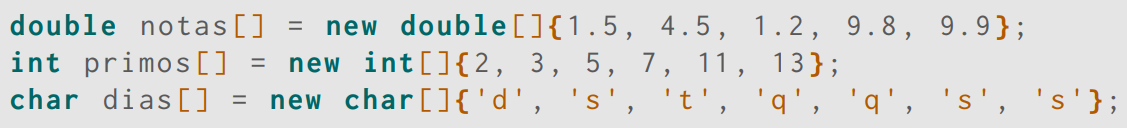 double notas[] = new double[]{1.5, 4.5, 1.2, 9.8, 9.9};
int primos[] = new int[]{2, 3, 5, 7, 11, 13};
char dias[] = new char[]{'d', 's', 't', 'q', 'q', 's', 's'};